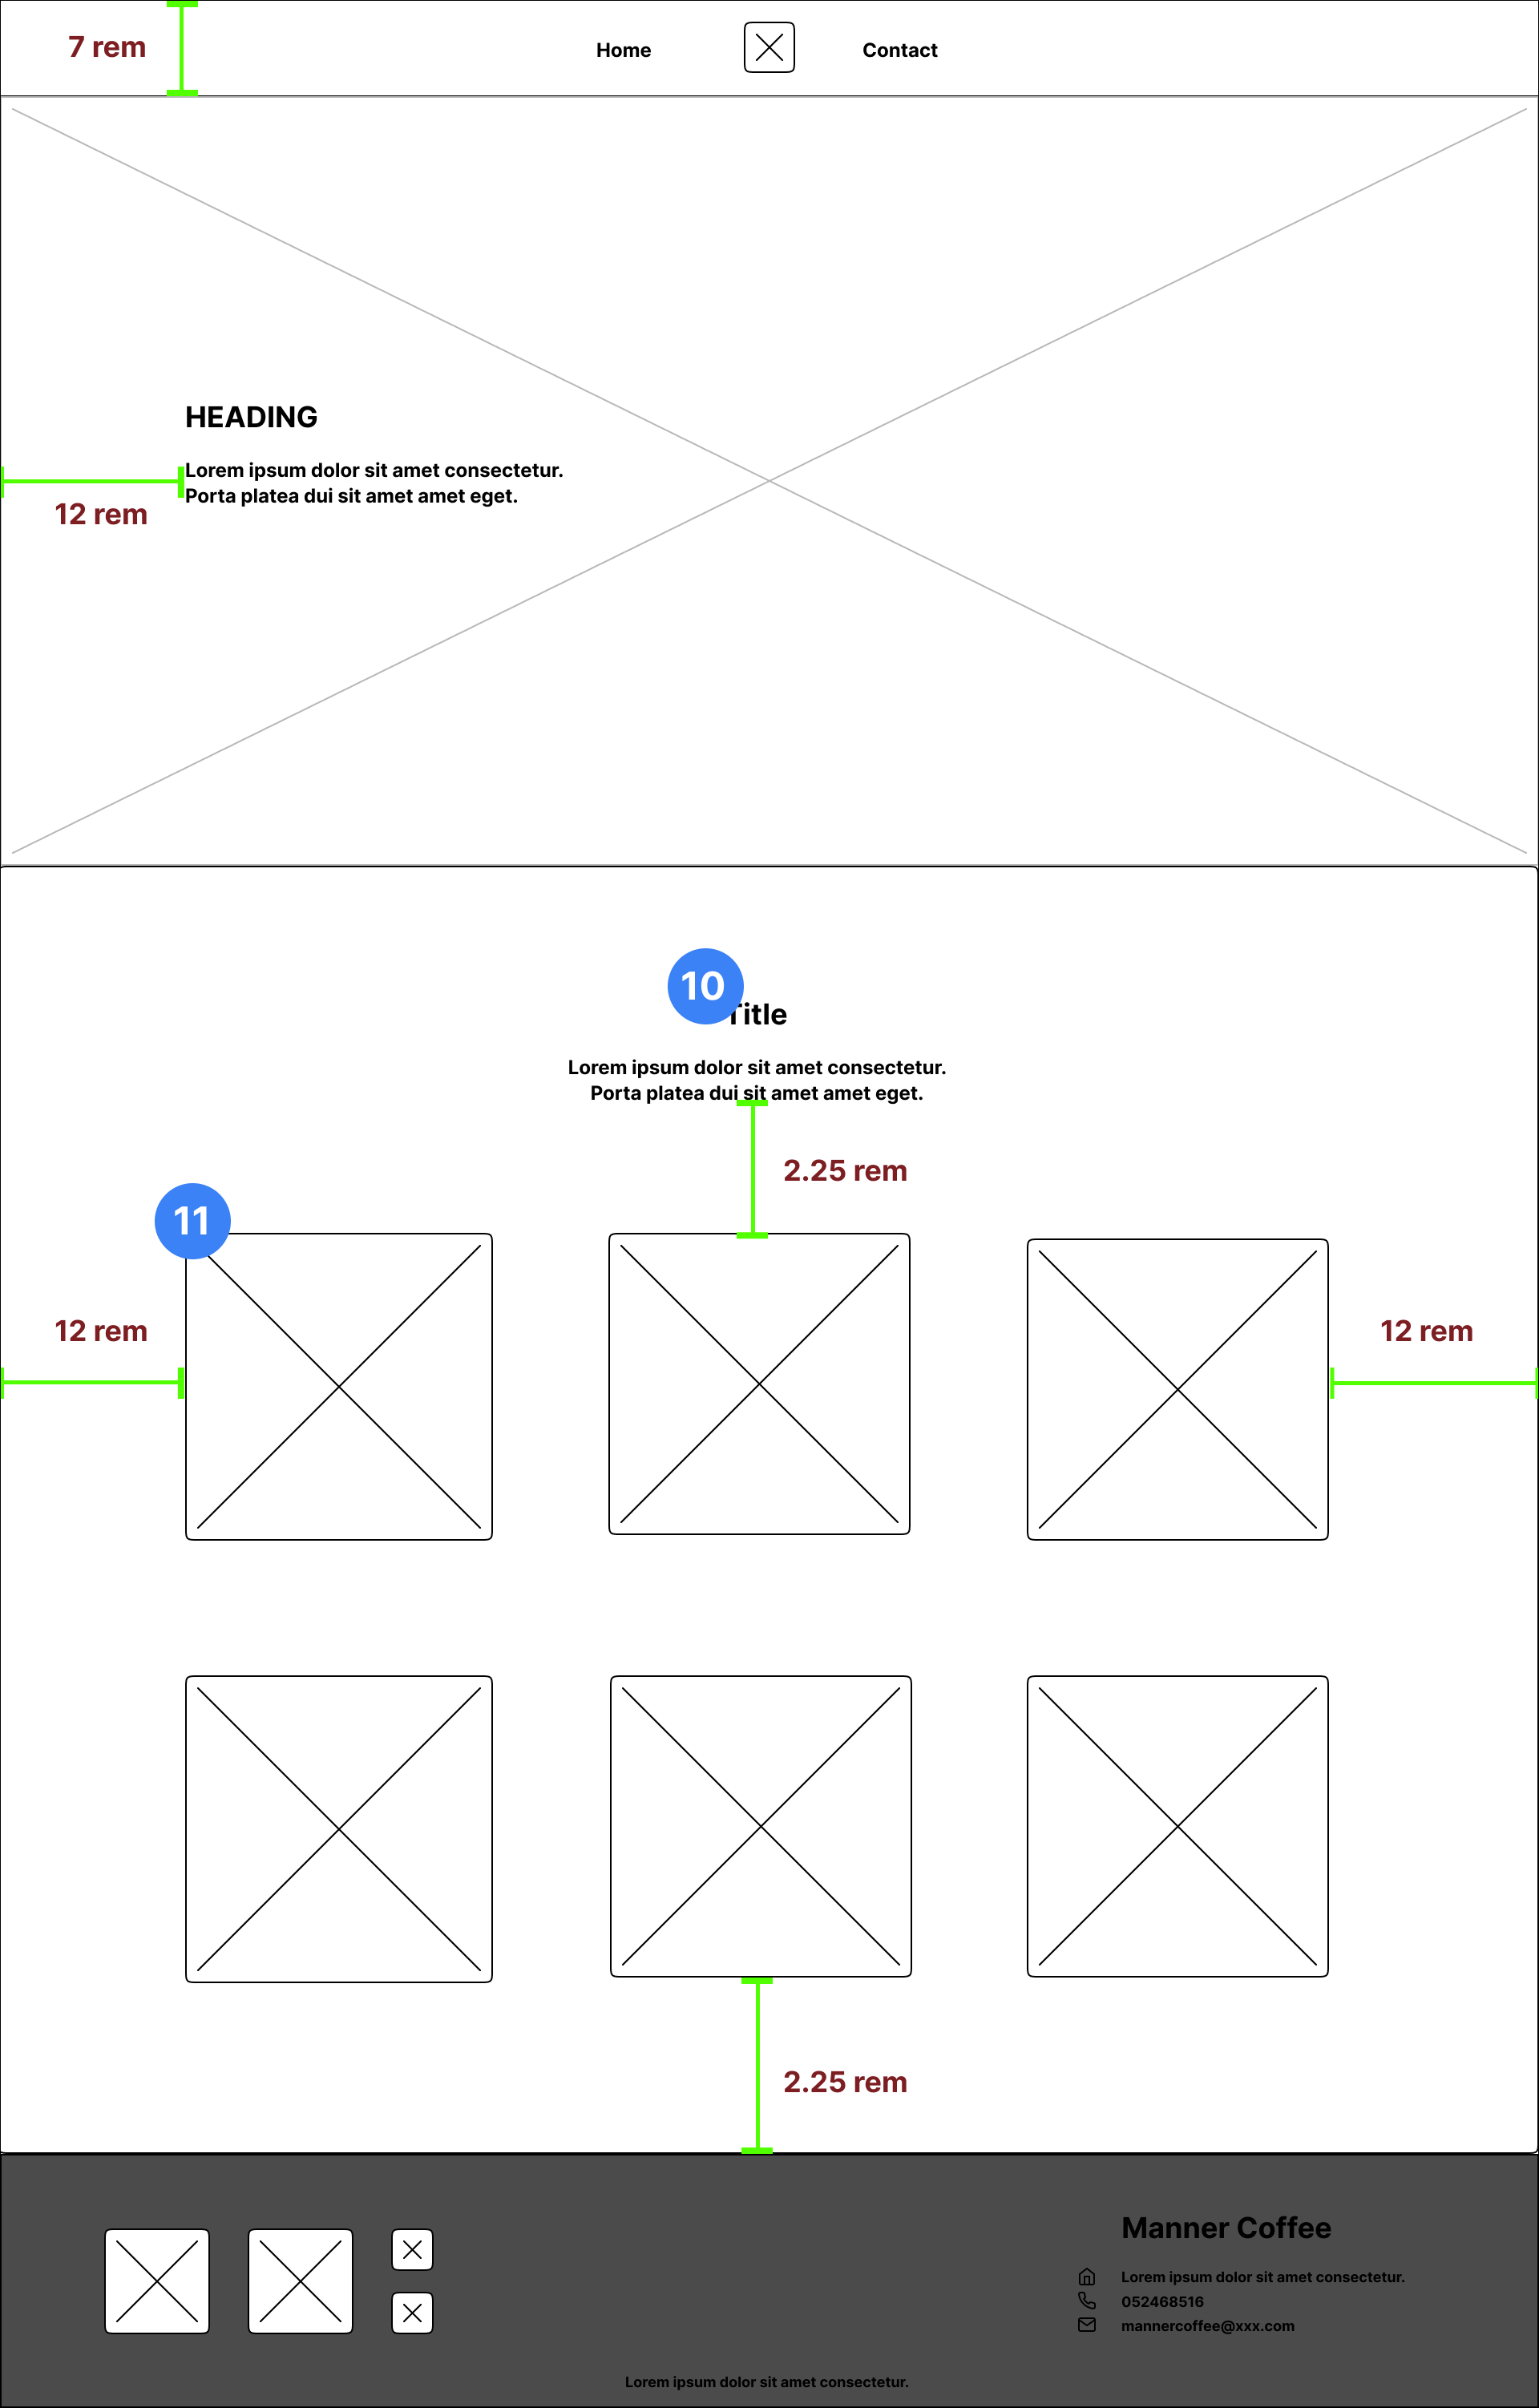 7 rem
Home
Contact
HEADING
Lorem ipsum dolor sit amet consectetur.
Porta platea dui sit amet amet eget.
12 rem
10
Title
Lorem ipsum dolor sit amet consectetur.
Porta platea dui sit amet amet eget.
2.25 rem
11
12 rem
12 rem
2.25 rem
Manner Coffee
Lorem ipsum dolor sit amet consectetur.
052468516
mannercoffee@xxx.com
Lorem ipsum dolor sit amet consectetur.